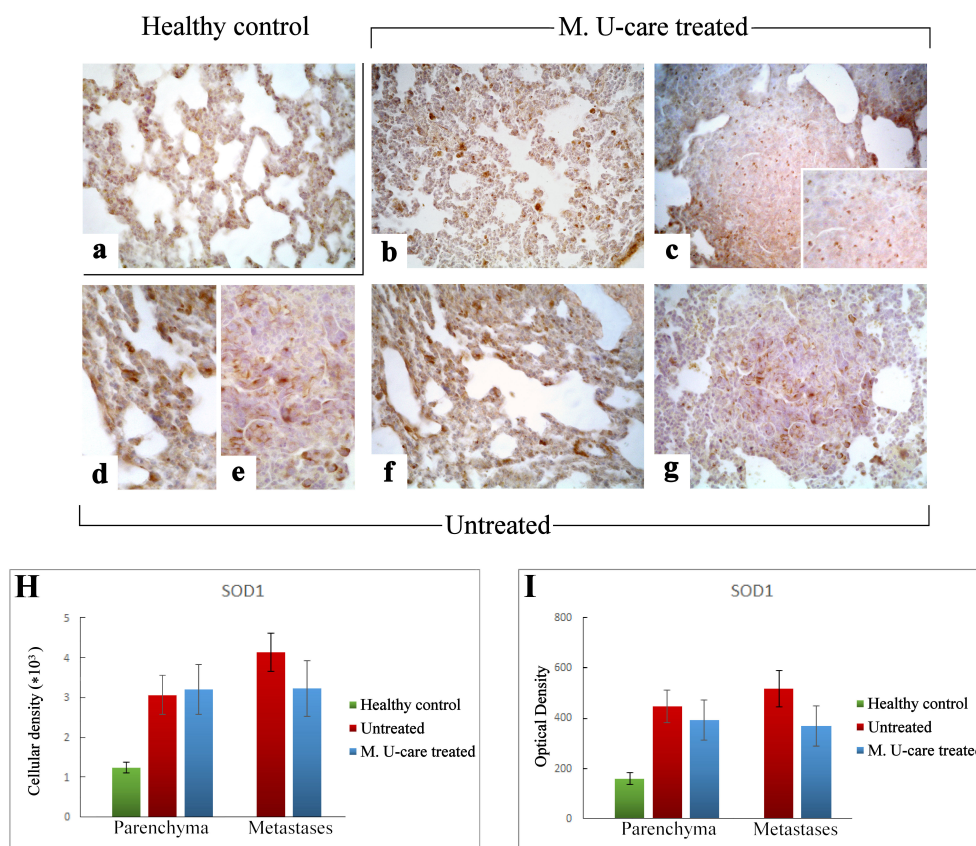 Healthy control
M. U-care treated
a
b
c
d
e
f
g
Untreated
H
SOD1
5
4
3
2
1
0
Cellular density (*10³)
Parenchyma
Metastases
Healthy control
Untreated
M. U-care treated
I
SOD1
800
600
400
200
0
Optical Density
Parenchyma
Metastases
Healthy control
Untreated
M. U-care treated